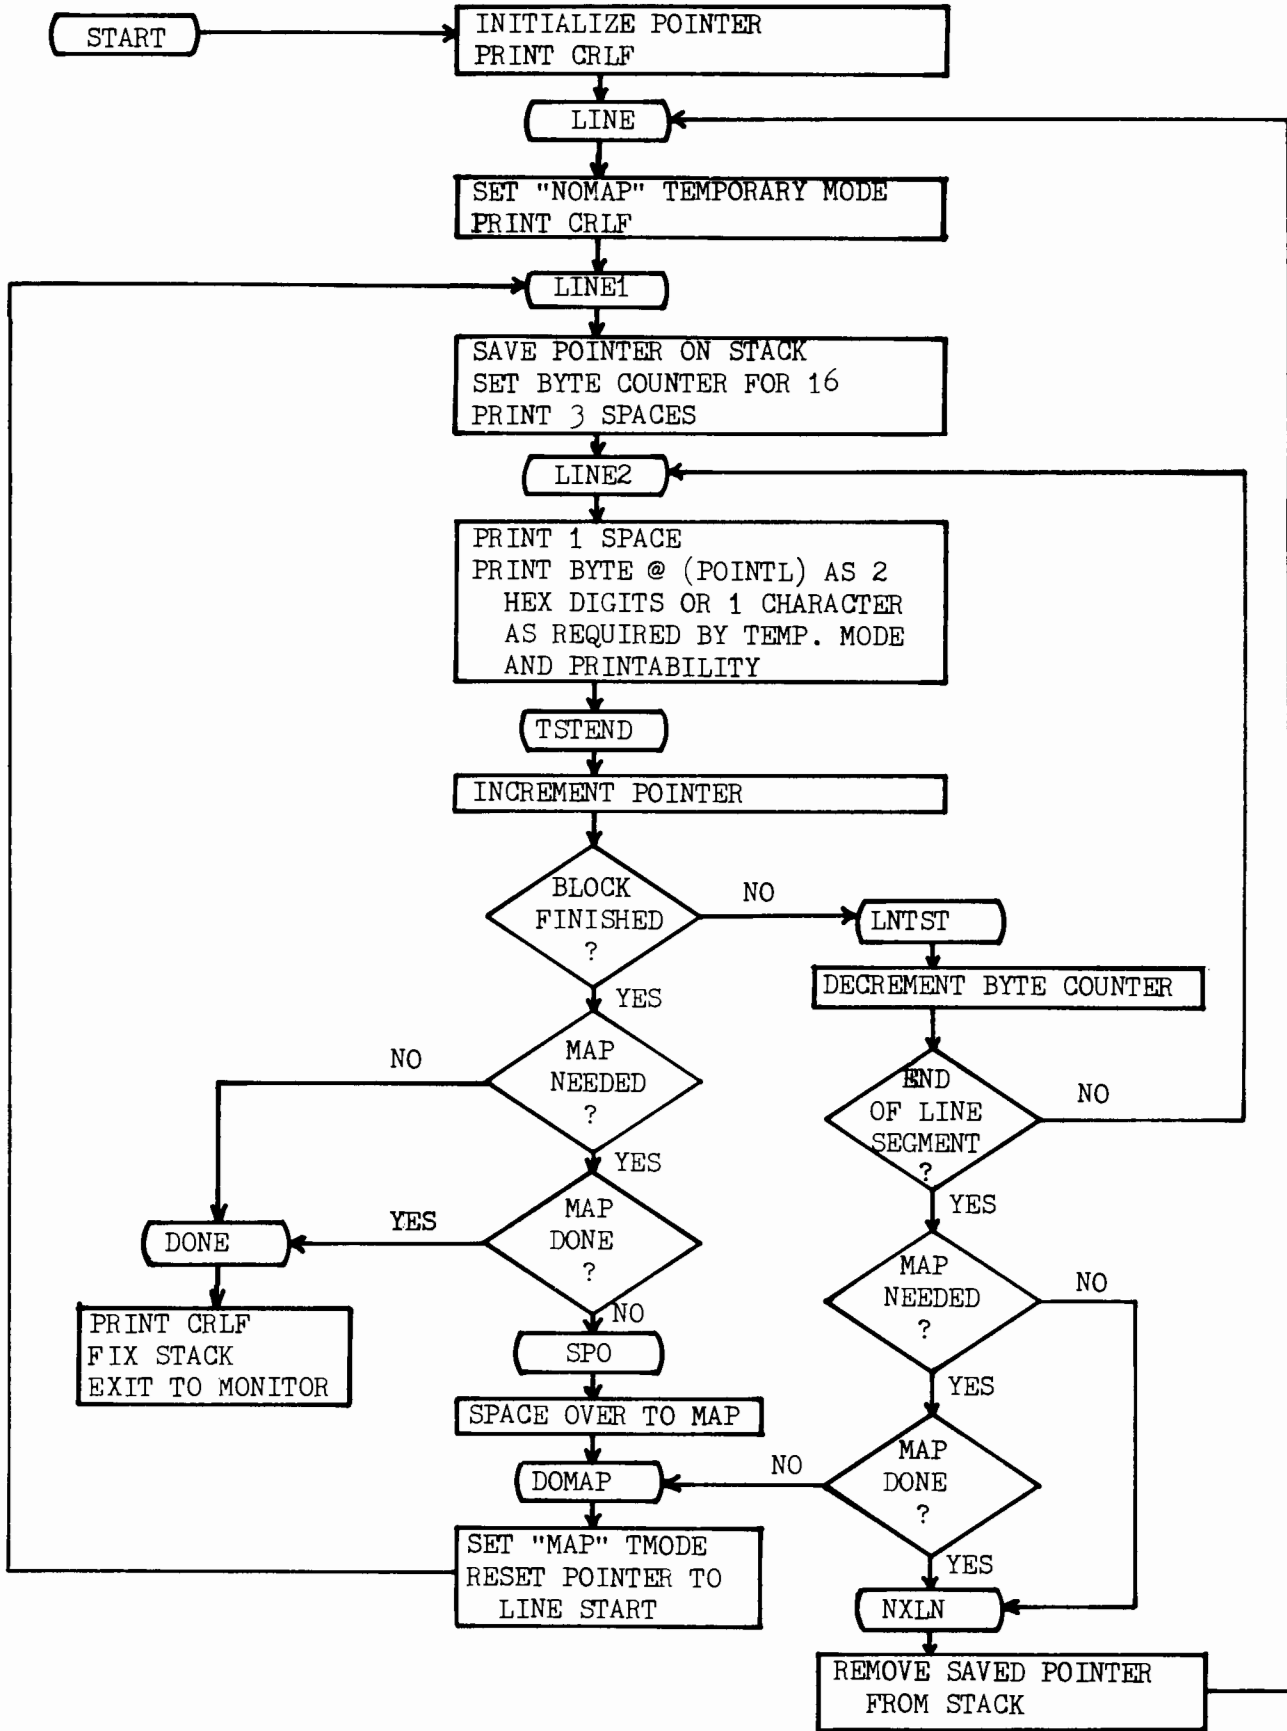 START
INITIALIZE POINTER
PRINT CRLF
LINE
SET "NOMAP" TEMPORARY MODE
PRINT CRLF
LINE1
SAVE POINTER ON STACK
SET BYTE COUNTER FOR 16
PRINT 3 SPACES
LINE2
PRINT 1 SPACE
PRINT BYTE @ (POINTL) AS 2
HEX DIGITS OR 1 CHARACTER
AS REQUIRED BY TEMP. MODE
AND PRINTABILITY
TSTEND
INCREMENT POINTER
BLOCK
FINISHED
?
NO
LNTST
DECREMENT BYTE COUNTER
YES
MAP
NEEDED
?
NO
END
OF LINE
SEGMENT
?
NO
YES
MAP
DONE
?
YES
DONE
PRINT CRLF
FIX STACK
EXIT TO MONITOR
NO
SPO
SPACE OVER TO MAP
DOMAP
SET "MAP" TMODE
RESET POINTER TO
LINE START
YES
MAP
NEEDED
?
NO
YES
MAP
DONE
?
NO
YES
NXLN
REMOVE SAVED POINTER
FROM STACK